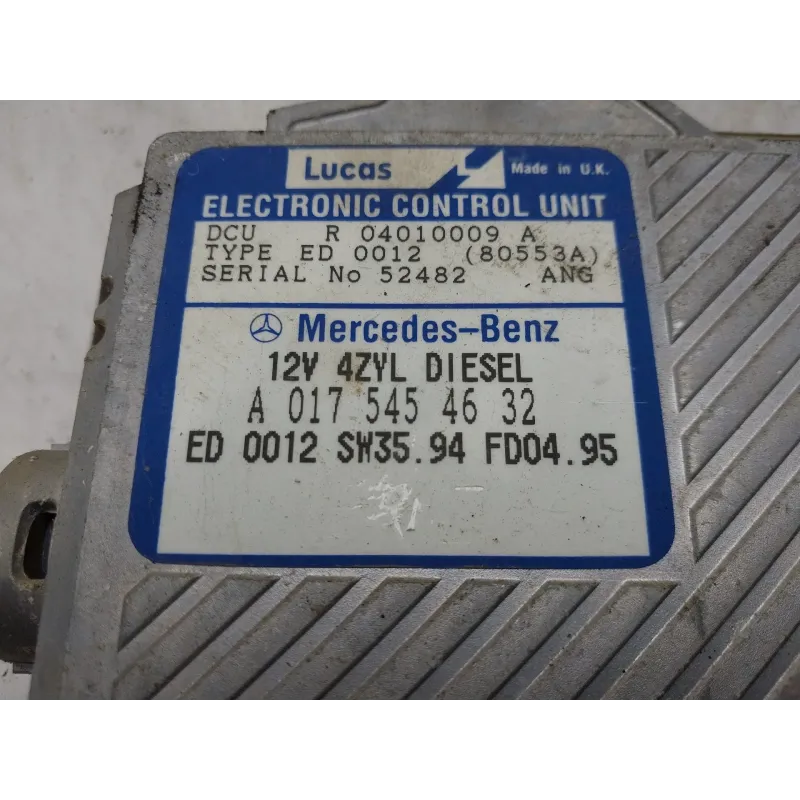 Lucas Made in U.K.
ELECTRONIC CONTROL UNIT
DCU R 04010009 A
TYPE ED 0012 (80553A)
SERIAL No 52482 ANG
Mercedes-Benz
12V 4ZYL DIESEL
A 017 545 46 32
ED 0012 SW35.94 FD04.95